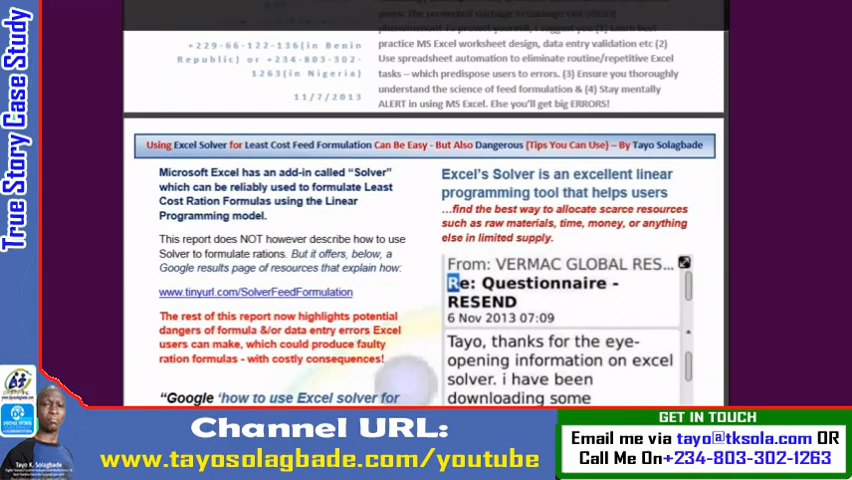 True Story Case Study
+229-66-122-136(in Benin
Republic) or +234-803-302-
1263(in Nigeria)
11/7/2013
practice MS Excel worksheet design, data entry validation etc (2)
Use spreadsheet automation to eliminate routine/repetitive Excel
tasks – which predispose users to errors. (3) Ensure you thoroughly
understand the science of feed formulation & (4) Stay mentally
ALERT in using MS Excel. Else you'll get big ERRORS!
Using Excel Solver for Least Cost Feed Formulation Can Be Easy - But Also Dangerous (Tips You Can Use) – By Tayo Solagbade
Microsoft Excel has an add-in called “Solver”
which can be reliably used to formulate Least
Cost Ration Formulas using the Linear
Programming model.
This report does NOT however describe how to use
Solver to formulate rations. But it offers, below, a
Google results page of resources that explain how:
www.tinyurl.com/SolverFeedFormulation
The rest of this report now highlights potential
dangers of formula &/or data entry errors Excel
users can make, which could produce faulty
ration formulas - with costly consequences!
“Google ‘how to use Excel solver for
Excel’s Solver is an excellent linear
programming tool that helps users
...find the best way to allocate scarce resources
such as raw materials, time, money, or anything
else in limited supply.
From: VERMAC GLOBAL RES...
Re: Questionnaire -
RESEND
6 Nov 2013 07:09
Tayo, thanks for the eye-
opening information on excel
solver. i have been
downloading some
Tayo K. Solagbade
Channel URL:
www.tayosolagbade.com/youtube
GET IN TOUCH
Email me via tayo@tksola.com OR
Call Me On+234-803-302-1263